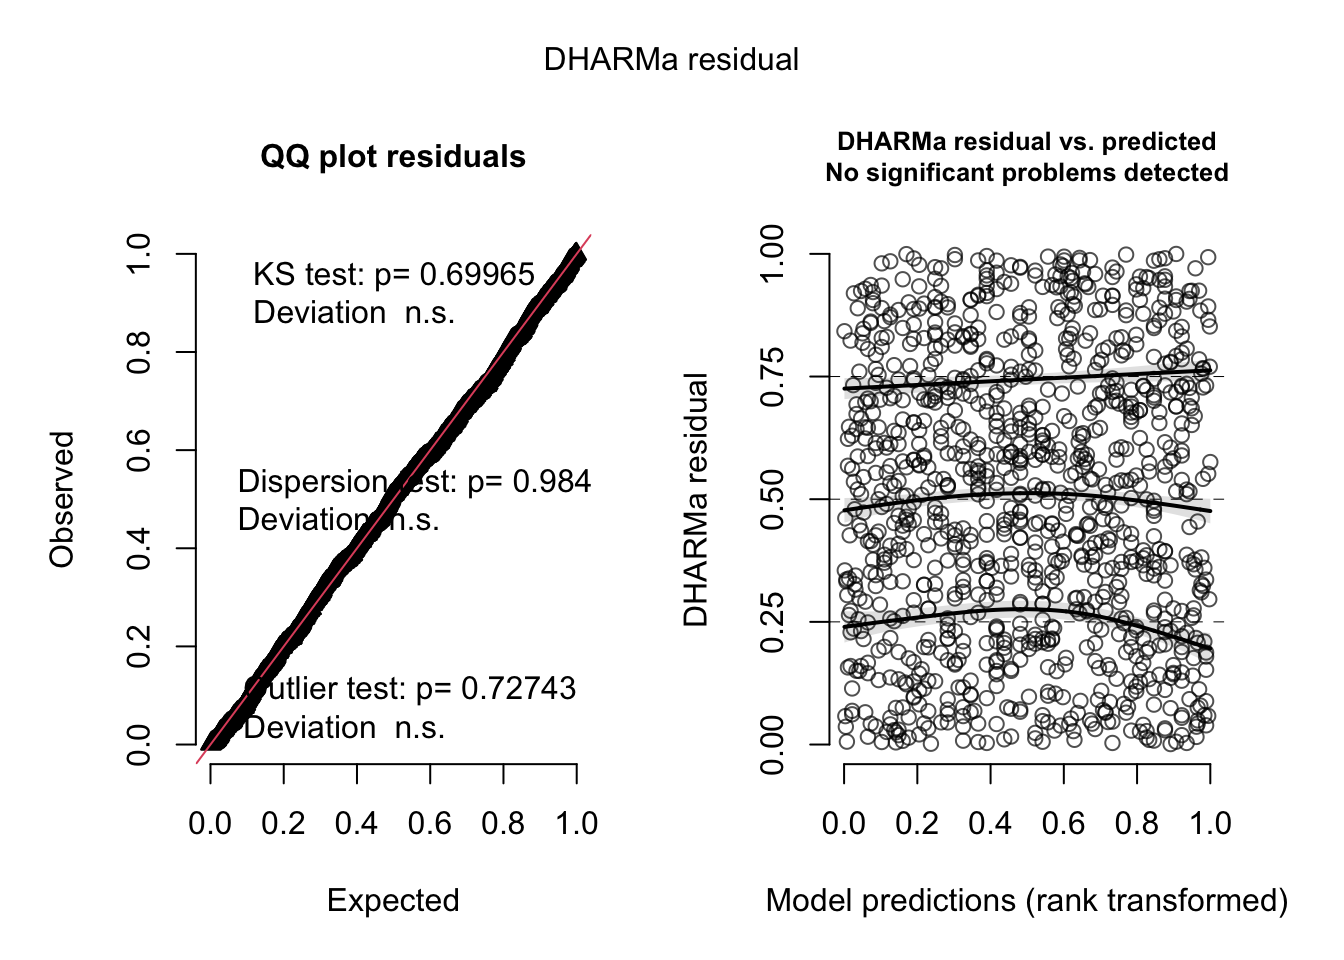 DHARMa residual
QQ plot residuals
KS test: p= 0.69965
Deviation  n.s.
Dispersion test: p= 0.984
Deviation  n.s.
Outlier test: p= 0.72743
Deviation  n.s.
Observed
0.0 0.2 0.4 0.6 0.8 1.0
0.0 0.2 0.4 0.6 0.8 1.0
Expected
DHARMa residual vs. predicted
No significant problems detected
DHARMa residual
0.00 0.25 0.50 0.75 1.00
0.0 0.2 0.4 0.6 0.8 1.0
Model predictions (rank transformed)